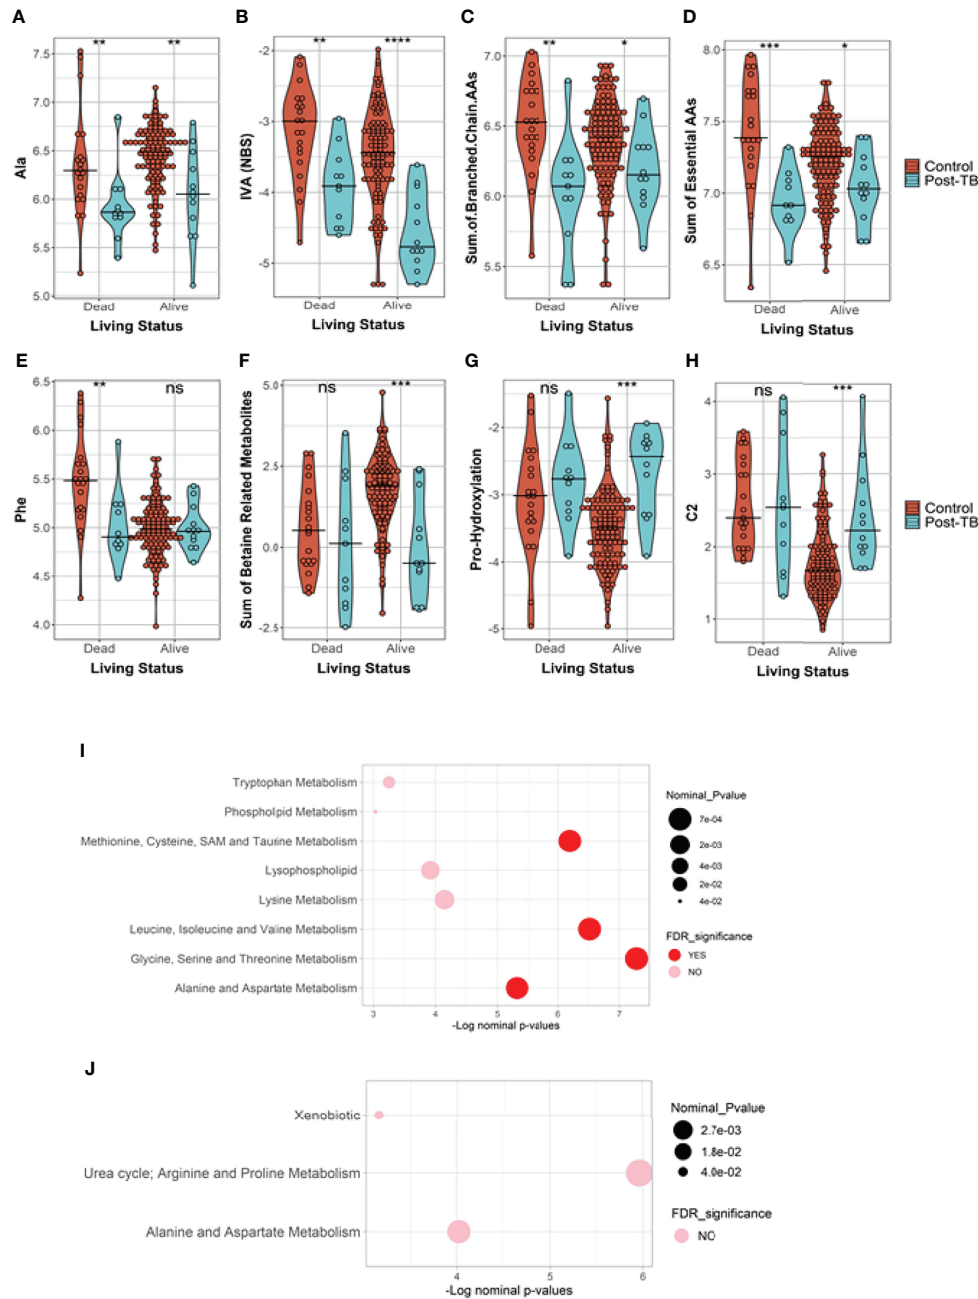 A
B
C
D
** **
7.5
7.0
6.5
6.0
5.5
5.0
Ala
Dead Alive
Living Status
** ****
-2
-3
-4
-5
IVA (NBS)
Dead Alive
Living Status
** *
7.0
6.5
6.0
5.5
Sum.of.Branched.Chain.AAs
Dead Alive
Living Status
*** *
8.0
7.5
7.0
6.5
Sum of Essential AAs
Dead Alive
Living Status
Control
Post-TB
E
F
G
H
** ns
6.5
6.0
5.5
5.0
4.5
4.0
Phe
Dead Alive
Living Status
ns ***
5.0
2.5
0.0
-2.5
Sum of Betaine Related Metabolites
Dead Alive
Living Status
ns ***
-2
-3
-4
-5
Pro-Hydroxylation
Dead Alive
Living Status
ns ***
4
3
2
1
C2
Dead Alive
Living Status
Control
Post-TB
I
Tryptophan Metabolism
Phospholipid Metabolism
Methionine, Cysteine, SAM and Taurine Metabolism
Lysophospholipid
Lysine Metabolism
Leucine, Isoleucine and Valine Metabolism
Glycine, Serine and Threonine Metabolism
Alanine and Aspartate Metabolism
3 4 5 6 7
-Log nominal p-values
Nominal_Pvalue
7e-04
2e-03
4e-03
2e-02
4e-02
FDR_significance
YES
NO
J
Xenobiotic
Urea cycle; Arginine and Proline Metabolism
Alanine and Aspartate Metabolism
4 5 6
-Log nominal p-values
Nominal_Pvalue
2.7e-03
1.8e-02
4.0e-02
FDR_significance
NO